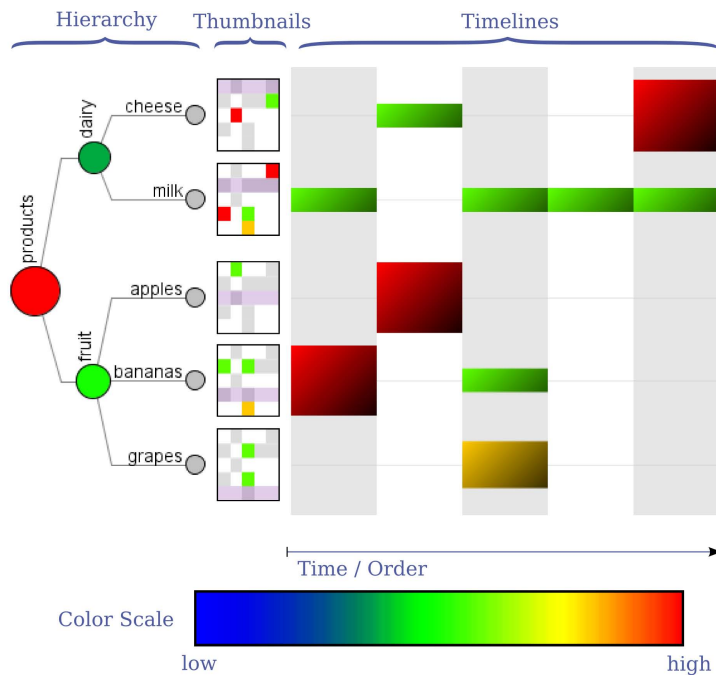 Hierarchy
Thumbnails
Timelines
products
dairy
cheese
milk
fruit
apples
bananas
grapes
Time / Order
Color Scale
low
high